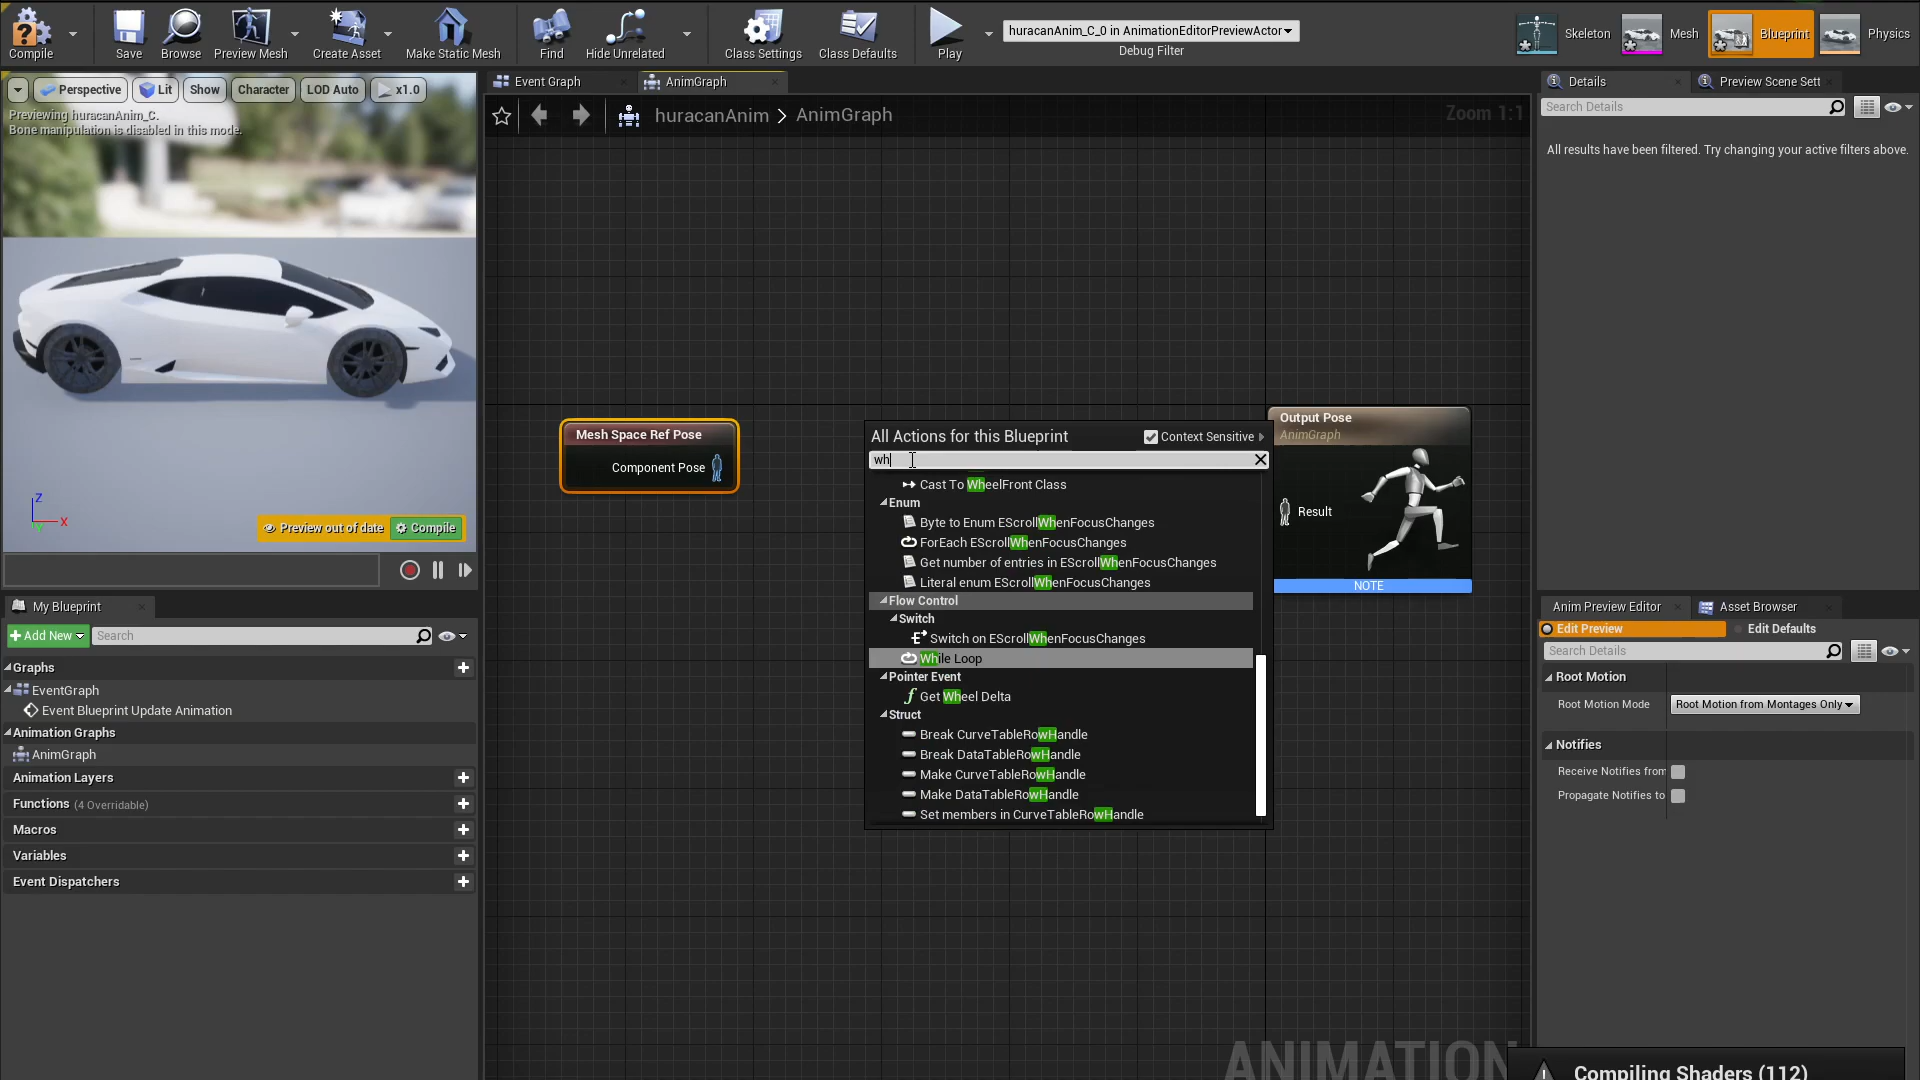 Compile
Save
Browse
Preview Mesh
Create Asset
Make Static Mesh
Find
Hide Unrelated
Class Settings
Class Defaults
Play
huracanAnim_C_0 in AnimationEditorPreviewActor
Debug Filter
Skeleton
Mesh
Blueprint
Physics
Perspective
Lit
Show
Character
LOD Auto
x1.0
Previewing huracanAnim_C.
Bone manipulation is disabled in this mode.
Z
X
Y
Preview out of date
Compile
My Blueprint
Add New
Search
Graphs
EventGraph
Event Blueprint Update Animation
Animation Graphs
AnimGraph
Animation Layers
Functions (4 Overridable)
Macros
Variables
Event Dispatchers
Event Graph
AnimGraph
huracanAnim > AnimGraph
Zoom 1:1
Mesh Space Ref Pose
Component Pose
All Actions for this Blueprint
Context Sensitive
wh
Cast To WheelFront Class
Enum
Byte to Enum EScrollWhenFocusChanges
ForEach EScrollWhenFocusChanges
Get number of entries in EScrollWhenFocusChanges
Literal enum EScrollWhenFocusChanges
Flow Control
Switch
Switch on EScrollWhenFocusChanges
While Loop
Pointer Event
Get Wheel Delta
Struct
Break CurveTableRowHandle
Break DataTableRowHandle
Make CurveTableRowHandle
Make DataTableRowHandle
Set members in CurveTableRowHandle
Output Pose
AnimGraph
Result
NOTE
ANIMATION
Details
Preview Scene Sett
Search Details
All results have been filtered. Try changing your active filters above.
Anim Preview Editor
Asset Browser
Edit Preview
Edit Defaults
Search Details
Root Motion
Root Motion Mode
Root Motion from Montages Only
Notifies
Receive Notifies from
Propagate Notifies to
Compiling Shaders (112)